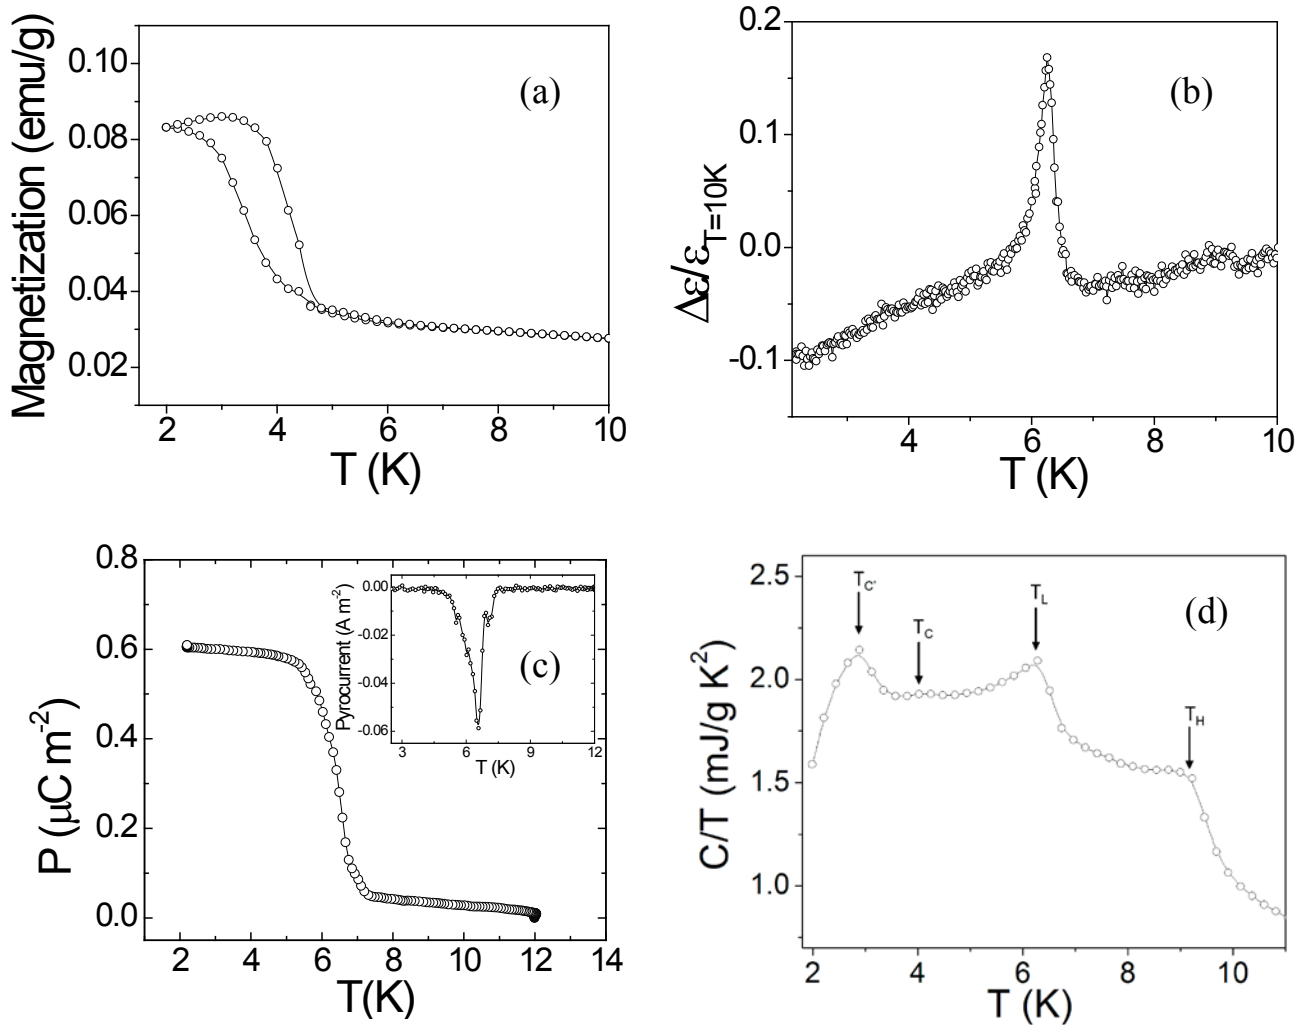 Magnetization (emu/g)
0.10
0.08
0.06
0.04
0.02
(a)
2 4 6 8 10
T (K)
Δε/ε_{T=10K}
0.2
0.1
0.0
-0.1
(b)
4 6 8 10
T (K)
P (μC m⁻²)
0.8
0.6
0.4
0.2
0.0
(c)
Pyrocurrent (A m⁻²)
0.00
-0.02
-0.04
-0.06
3 6 9 12
T (K)
2 4 6 8 10 12 14
T(K)
C/T (mJ/g K²)
2.5
2.0
1.5
1.0
(d)
T_{C'}
T_C
T_L
T_H
2 4 6 8 10
T (K)